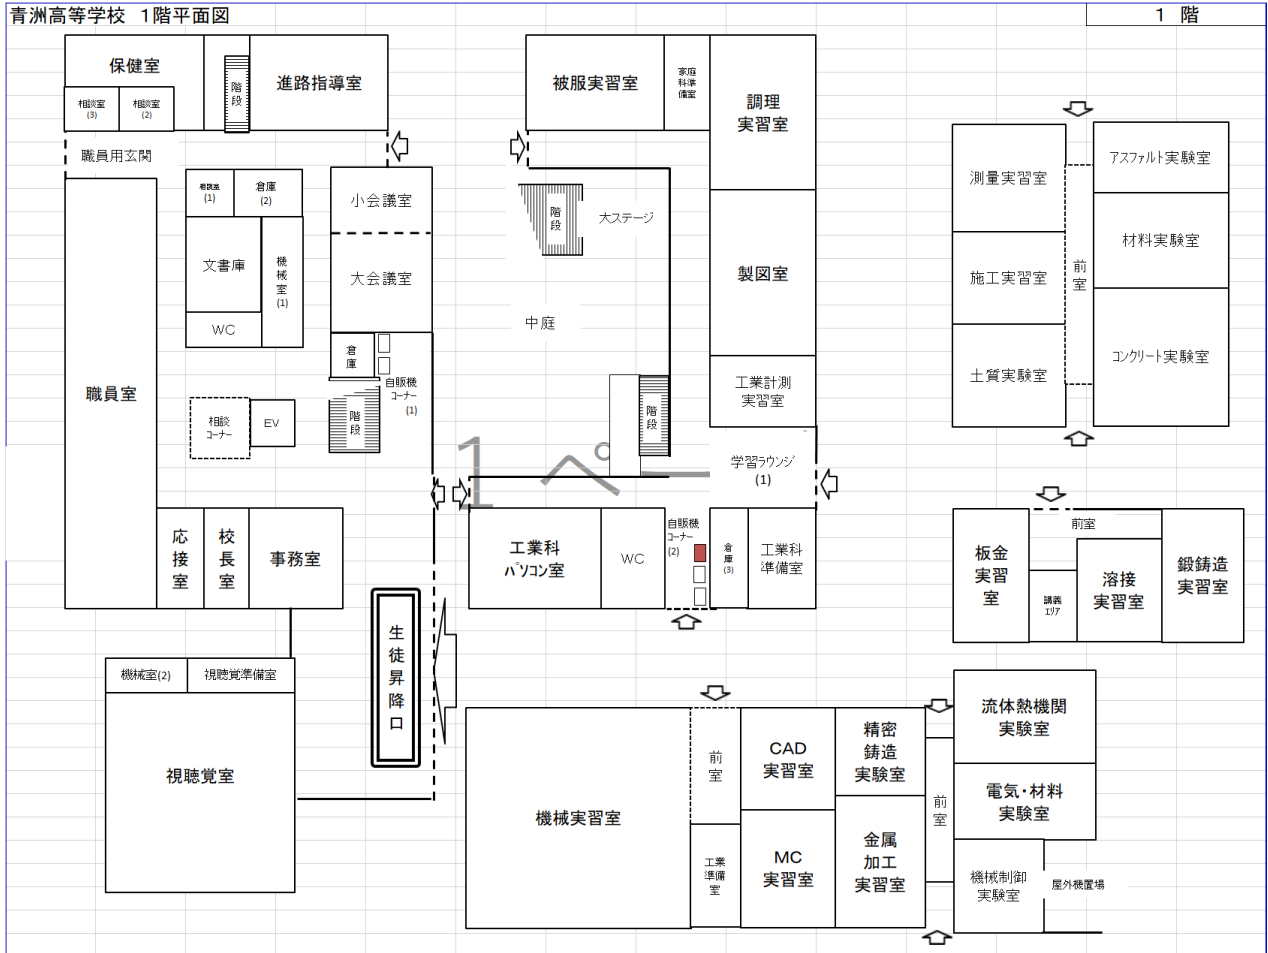 青洲高等学校 1階平面図
1 階
保健室
相談室
(3)
相談室
(2)
階
段
進路指導室
職員用玄関
被服実習室
家庭
科準
備室
調理
実習室
相談室
(1)
倉庫
(2)
文書庫
機
械
室
(1)
WC
小会議室
大会議室
倉
庫
自販機
コーナー
(1)
階
段
職員室
相談
コーナー
EV
階
段
大ステージ
中庭
階
段
製図室
工業計測
実習室
学習ラウンジ
(1)
1 ページ
測量実習室
施工実習室
土質実験室
前
室
アスファルト実験室
材料実験室
コンクリート実験室
応
接
室
校
長
室
事務室
工業科
パソコン室
WC
自販機
コーナー
(2)
倉
庫
(3)
工業科
準備室
板金
実習
室
前室
講義
エリア
溶接
実習室
鍛鋳造
実習室
生
徒
昇
降
口
機械室(2)
視聴覚準備室
視聴覚室
機械実習室
前
室
工業
準備
室
CAD
実習室
MC
実習室
精密
鋳造
実験室
金属
加工
実習室
前
室
流体熱機関
実験室
電気・材料
実験室
機械制御
実験室
屋外機置場